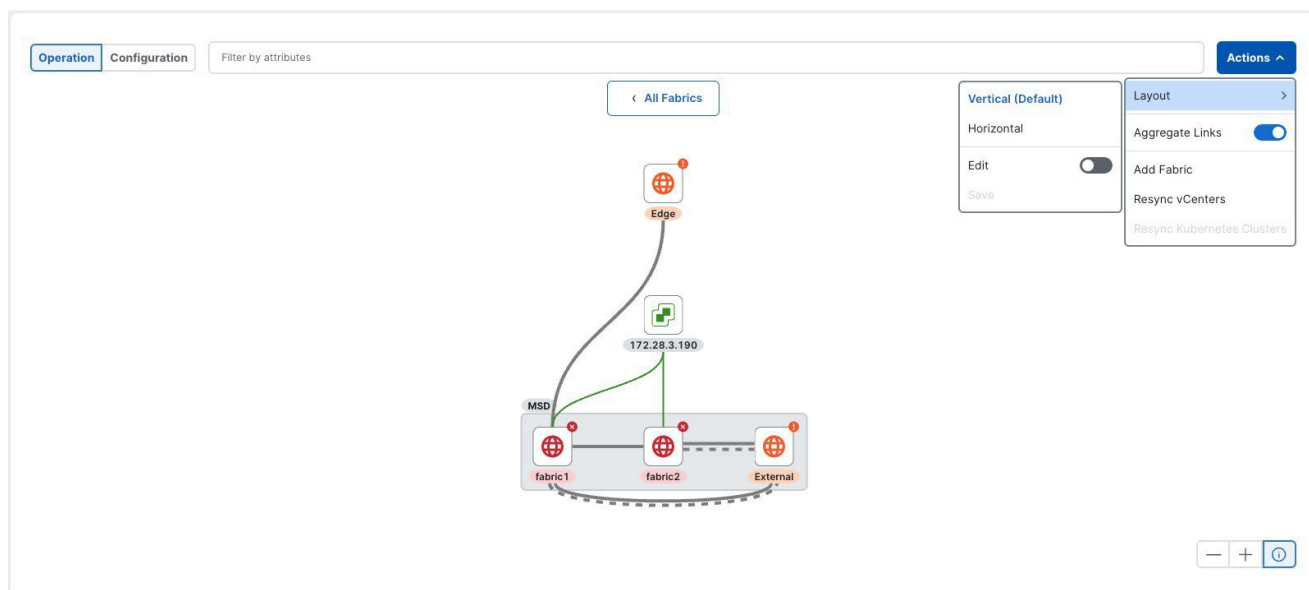 Operation Configuration Filter by attributes Actions
All Fabrics
Vertical (Default)
Horizontal
Edit
Save
Layout
Aggregate Links
Add Fabric
Resync vCenters
Resync Kubernetes Clusters
Edge
172.28.3.190
MSD
fabric1 fabric2 External